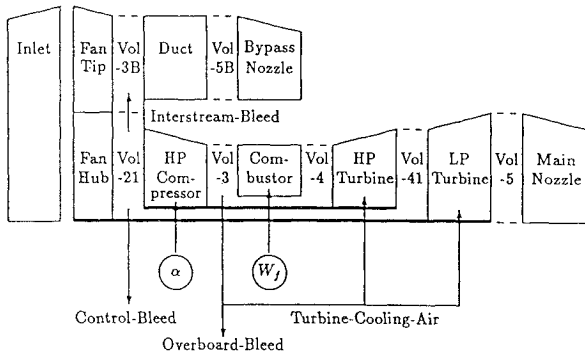 Inlet
Fan
Tip
Vol
-3B
Duct
Vol
-5B
Bypass
Nozzle
Interstream-Bleed
Fan
Hub
Vol
-21
HP
Com-
pressor
Vol
-3
Com-
bustor
Vol
-4
HP
Turbine
Vol
-41
LP
Turbine
Vol
-5
Main
Nozzle
α
W_f
Control-Bleed
Turbine-Cooling-Air
Overboard-Bleed